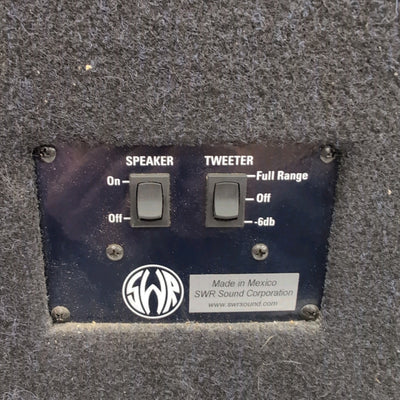 SPEAKER TWEETER
On
Off
Full Range
Off
-6db
SWR
Made in Mexico
SWR Sound Corporation
www.swrsound.com